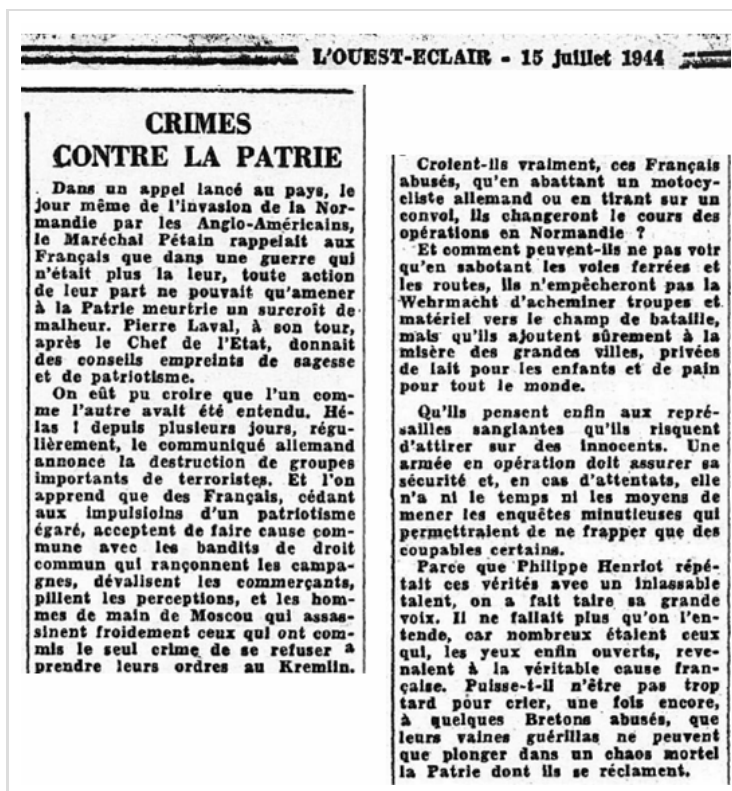 L'OUEST-ECLAIR - 15 juillet 1944
CRIMES
CONTRE LA PATRIE
Dans un appel lancé au pays, le
jour même de l'invasion de la Nor-
mandie par les Anglo-Américains,
le Maréchal Pétain rappelait aux
Français que dans une guerre qui
n'était plus la leur, toute action
de leur part ne pouvait qu'amener
à la Patrie meurtrie un surcroît de
malheur. Pierre Laval, à son tour,
après le Chef de l'Etat, donnait
des conseils empreints de sagesse
et de patriotisme.
On eût pu croire que l'un com-
me l'autre avait été entendu. Hé-
las ! depuis plusieurs jours, régu-
lièrement, le communiqué allemand
annonce la destruction de groupes
importants de terroristes. Et l'on
apprend que des Français, cédant
aux impulsioins d'un patriotisme
égaré, acceptent de faire cause com-
mune avec les bandits de droit
commun qui rançonnent les campa-
gnes, dévalisent les commerçants,
pillent les perceptions, et les hom-
mes de main de Moscou qui assas-
sinent froidement ceux qui ont com-
mis le seul crime de se refuser à
prendre leurs ordres au Kremlin.
Croient-ils vraiment, ces Français
abusés, qu'en abattant un motocy-
cliste allemand ou en tirant sur un
convoi, ils changeront le cours des
opérations en Normandie ?
Et comment peuvent-ils ne pas voir
qu'en sabotant les voies ferrées et
les routes, ils n'empêcheront pas la
Wehrmacht d'acheminer troupes et
matériel vers le champ de bataille,
mais qu'ils ajoutent sûrement à la
misère des grandes villes, privées
de lait pour les enfants et de pain
pour tout le monde.
Qu'ils pensent enfin aux repré-
sailles sanglantes qu'ils risquent
d'attirer sur des innocents. Une
armée en opération doit assurer sa
sécurité et, en cas d'attentats, elle
n'a ni le temps ni les moyens de
mener les enquêtes minutieuses qui
permettraient de ne frapper que des
coupables certains.
Parce que Philippe Henriot répé-
tait ces vérités avec un inlassable
talent, on a fait taire sa grande
voix. Il ne fallait plus qu'on l'en-
tende, car nombreux étaient ceux
qui, les yeux enfin ouverts, reve-
naient à la véritable cause fran-
çaise. Puisse-t-il n'être pas trop
tard pour crier, une fois encore,
à quelques Bretons abusés, que
leurs vaines guérillas ne peuvent
que plonger dans un chaos mortel
la Patrie dont ils se réclament.